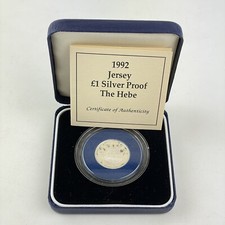 1992
Jersey
£1 Silver Proof
The Hebe
Certificate of Authenticity